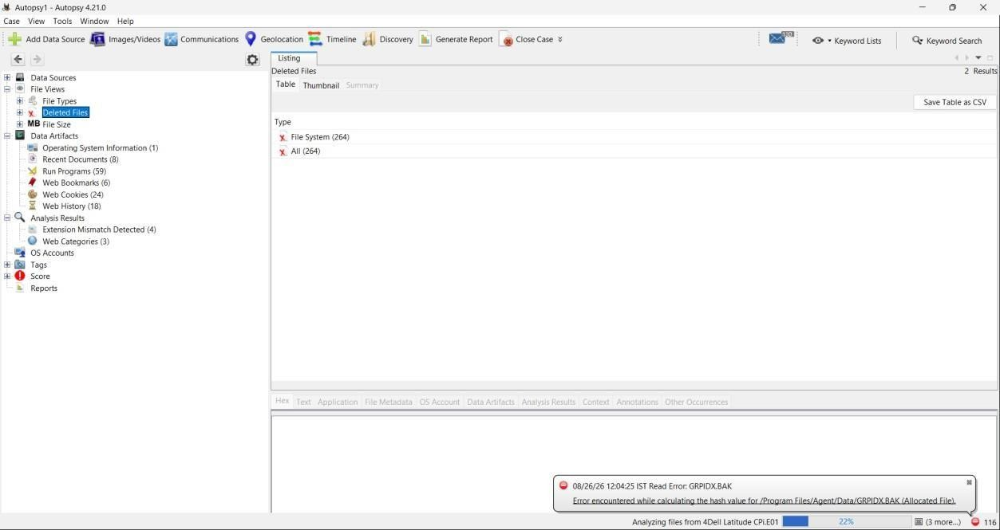 Autopsy1 - Autopsy 4.21.0
Case View Tools Window Help
Add Data Source Images/Videos Communications Geolocation Timeline Discovery Generate Report Close Case 120 Keyword Lists Keyword Search
Data Sources
File Views
File Types
Deleted Files
MB File Size
Data Artifacts
Operating System Information (1)
Recent Documents (8)
Run Programs (59)
Web Bookmarks (6)
Web Cookies (24)
Web History (18)
Analysis Results
Extension Mismatch Detected (4)
Web Categories (3)
OS Accounts
Tags
Score
Reports
Listing
Deleted Files 2 Results
Table Thumbnail Summary
Save Table as CSV
Type
File System (264)
All (264)
Hex Text Application File Metadata OS Account Data Artifacts Analysis Results Context Annotations Other Occurrences
08/26/26 12:04:25 IST Read Error: GRPIDX.BAK
Error encountered while calculating the hash value for /Program Files/Agent/Data/GRPIDX.BAK (Allocated File).
Analyzing files from 4Dell Latitude CPi.E01 22% (3 more...) 116